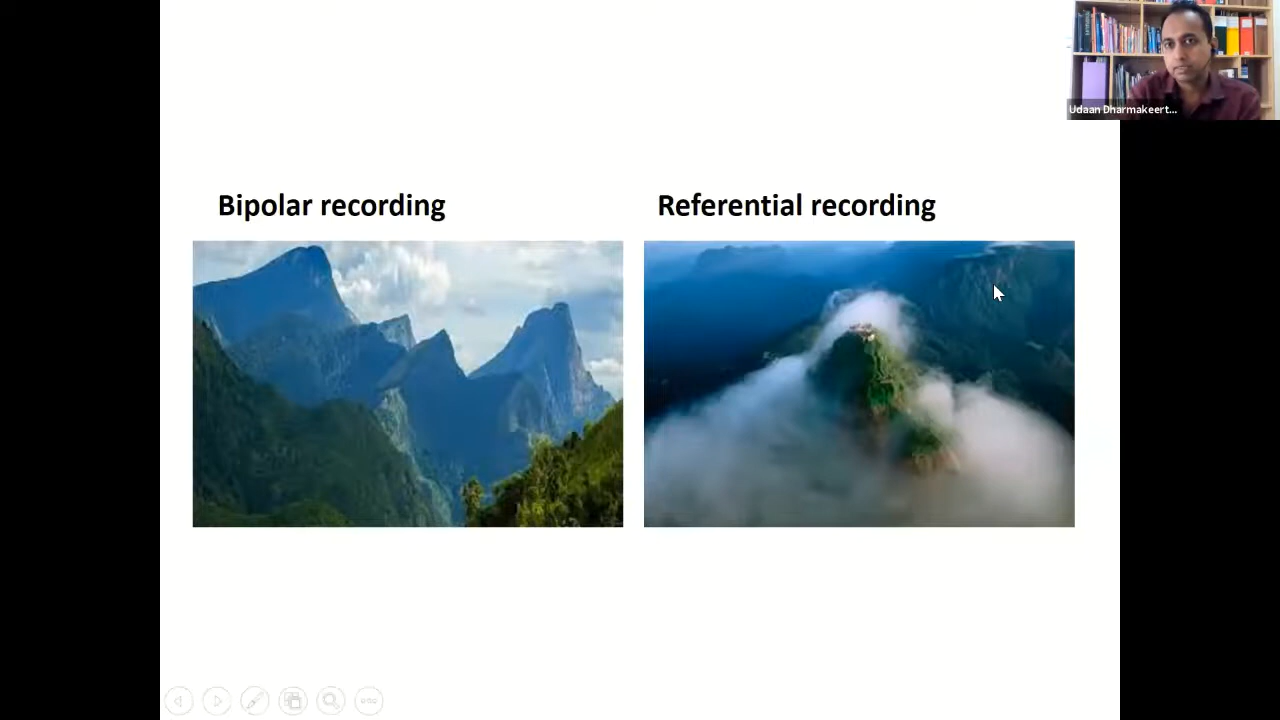 Udaan Dharmakeert...
Bipolar recording
Referential recording